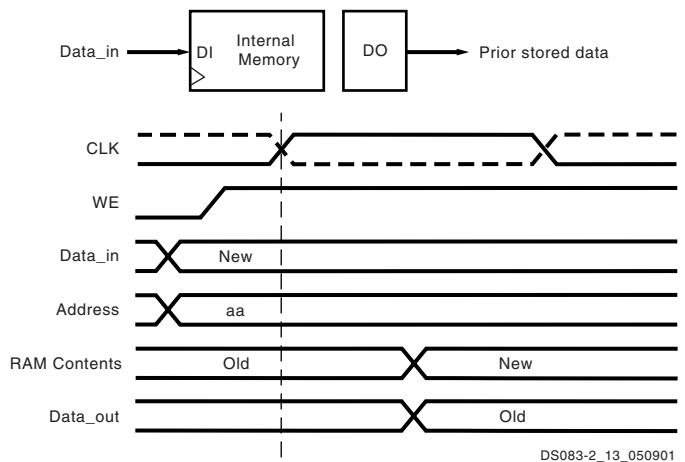 Data_in
DI
Internal
Memory
DO
Prior stored data
CLK
WE
Data_in
New
Address
aa
RAM Contents
Old
New
Data_out
Old
DS083-2_13_050901